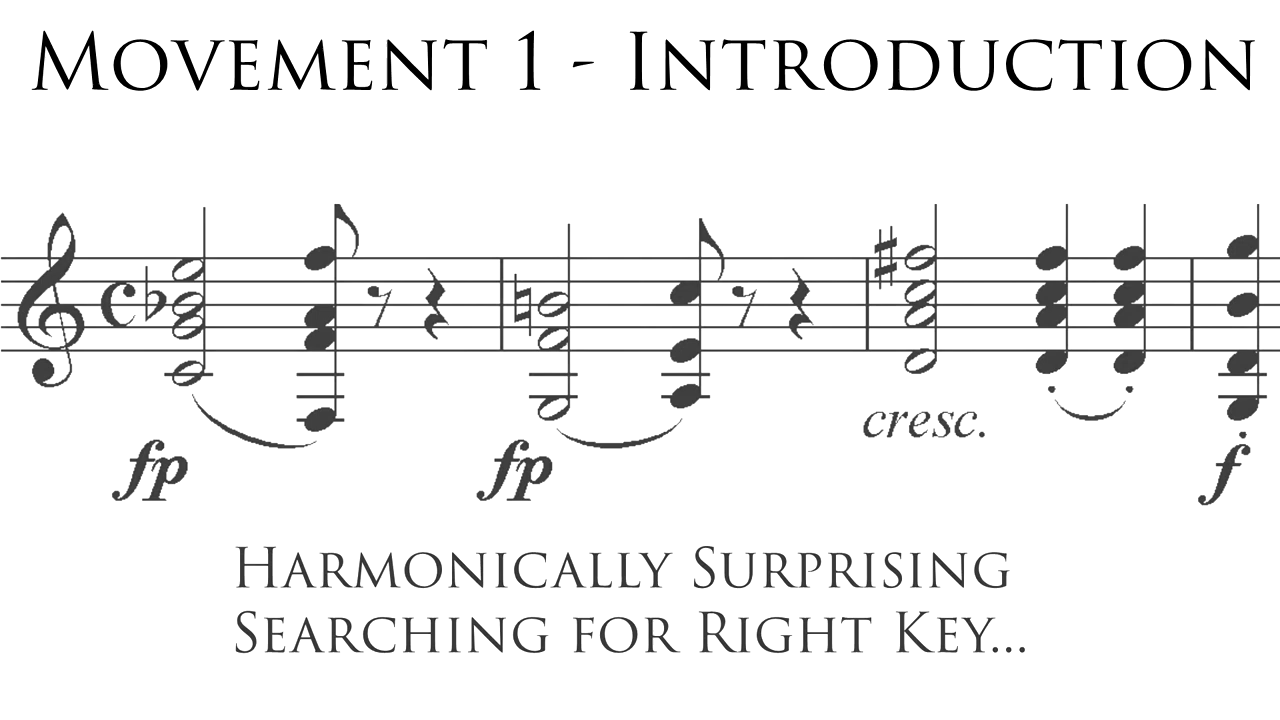 Movement 1 - Introduction
fp
fp
cresc.
f
Harmonically Surprising
Searching for Right Key...